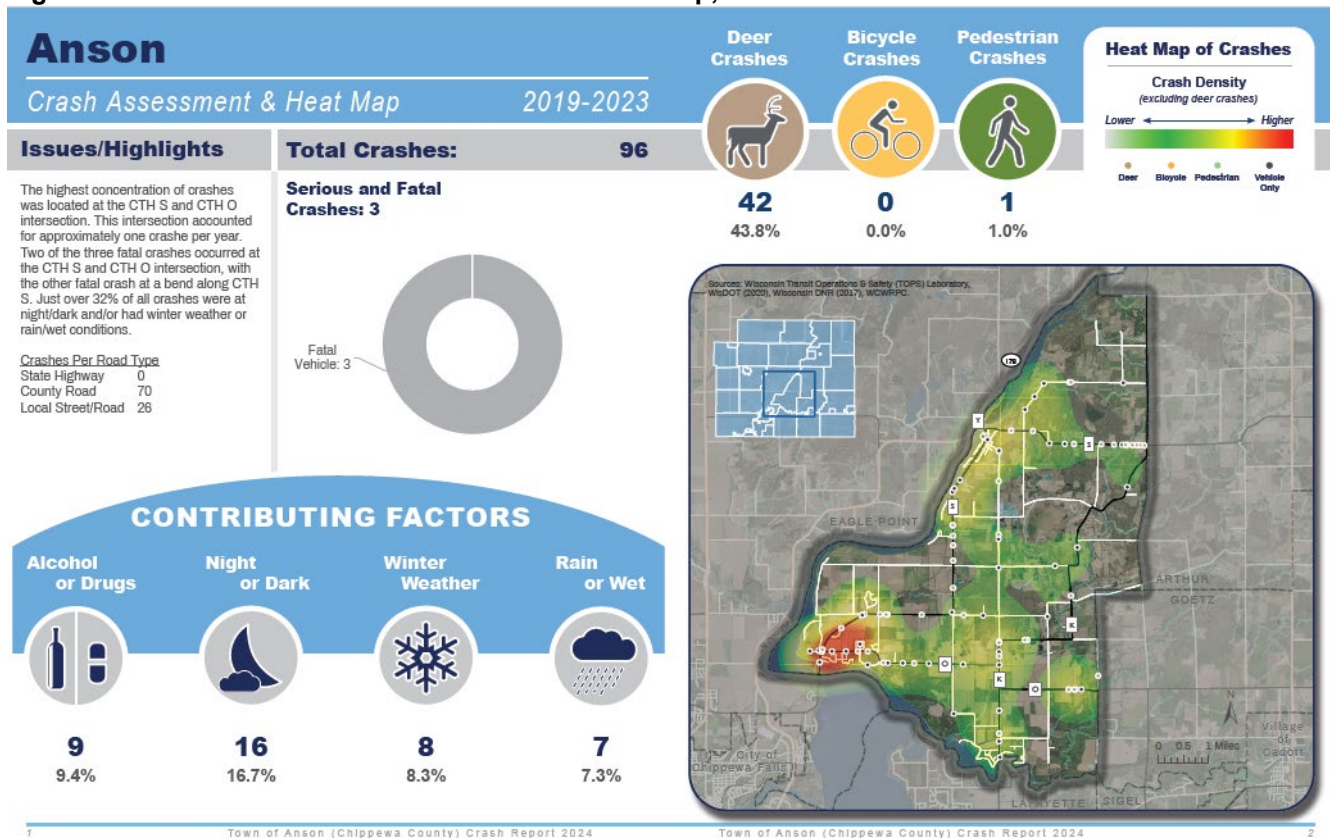 Anson
Crash Assessment & Heat Map 2019-2023
Issues/Highlights
The highest concentration of crashes
was located at the CTH S and CTH O
intersection. This intersection accounted
for approximately one crashe per year.
Two of the three fatal crashes occurred at
the CTH S and CTH O intersection, with
the other fatal crash at a bend along CTH
S. Just over 32% of all crashes were at
night/dark and/or had winter weather or
rain/wet conditions.
Crashes Per Road Type
State Highway 0
County Road 70
Local Street/Road 26
Total Crashes: 96
Serious and Fatal
Crashes: 3
Fatal
Vehicle: 3
CONTRIBUTING FACTORS
Alcohol
or Drugs
9
9.4%
Night
or Dark
16
16.7%
Winter
Weather
8
8.3%
Rain
or Wet
7
7.3%
Deer
Crashes
42
43.8%
Bicycle
Crashes
0
0.0%
Pedestrian
Crashes
1
1.0%
Heat Map of Crashes
Crash Density
(excluding deer crashes)
Lower Higher
Deer Bicycle Pedestrian Vehicle
Only
Sources: Wisconsin Transit Operations & Safety (TOPS) Laboratory,
WisDOT (2020), Wisconsin DNR (2017), WCWRPC.
178
Y
S
S
EAGLE POINT
ARTHUR
GOETZ
K
O
K
O
N
City of
Chippewa Falls
0 0.5 1 Miles
Village
of
Cadott
LAFAYETTE SIGEL
1 Town of Anson (Chippewa County) Crash Report 2024
Town of Anson (Chippewa County) Crash Report 2024 2